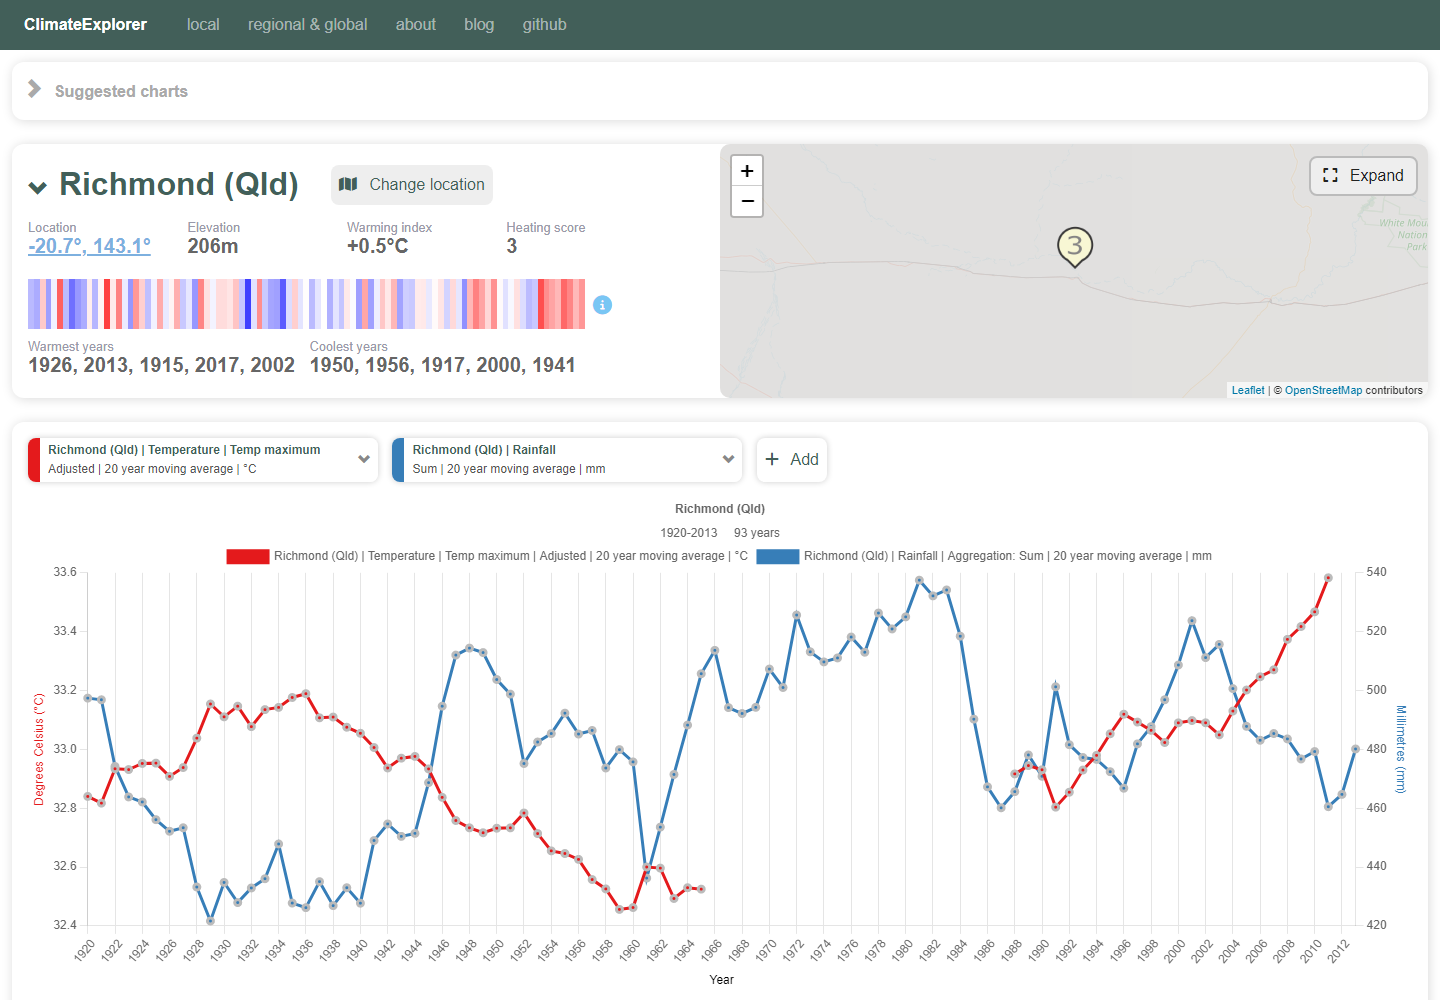 ClimateExplorer local regional & global about blog github
Suggested charts
Richmond (Qld) Change location
Location Elevation Warming index Heating score
-20.7°, 143.1° 206m +0.5°C 3
Warmest years Coolest years
1926, 2013, 1915, 2017, 2002 1950, 1956, 1917, 2000, 1941
+
−
Expand
White Mou
Nation
Park
3
Leaflet | © OpenStreetMap contributors
Richmond (Qld) | Temperature | Temp maximum
Adjusted | 20 year moving average | °C
Richmond (Qld) | Rainfall
Sum | 20 year moving average | mm
+ Add
Richmond (Qld)
1920-2013 93 years
Richmond (Qld) | Temperature | Temp maximum | Adjusted | 20 year moving average | °C
Richmond (Qld) | Rainfall | Aggregation: Sum | 20 year moving average | mm
Degrees Celsius (°C)
33.6
33.4
33.2
33.0
32.8
32.6
32.4
540
520
500
480
460
440
420
Millimetres (mm)
1920 1922 1924 1926 1928 1930 1932 1934 1936 1938 1940 1942 1944 1946 1948 1950 1952 1954 1956 1958 1960 1962 1964 1966 1968 1970 1972 1974 1976 1978 1980 1982 1984 1986 1988 1990 1992 1994 1996 1998 2000 2002 2004 2006 2008 2010 2012
Year